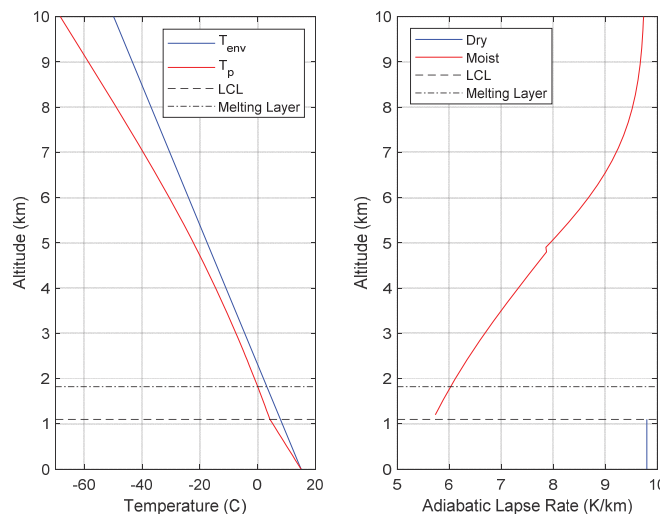 10
9
8
7
6
5
4
3
2
1
0
-60
-40
-20
0
20
Altitude (km)
Temperature (C)
T_env
T_p
LCL
Melting Layer
10
9
8
7
6
5
4
3
2
1
0
5
6
7
8
9
10
Altitude (km)
Adiabatic Lapse Rate (K/km)
Dry
Moist
LCL
Melting Layer